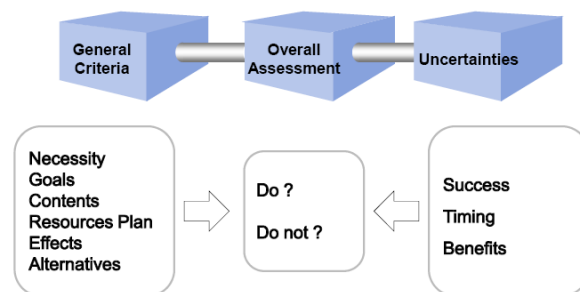 General
Criteria
Overall
Assessment
Uncertainties
Necessity
Goals
Contents
Resources Plan
Effects
Alternatives
Do ?
Do not ?
Success
Timing
Benefits